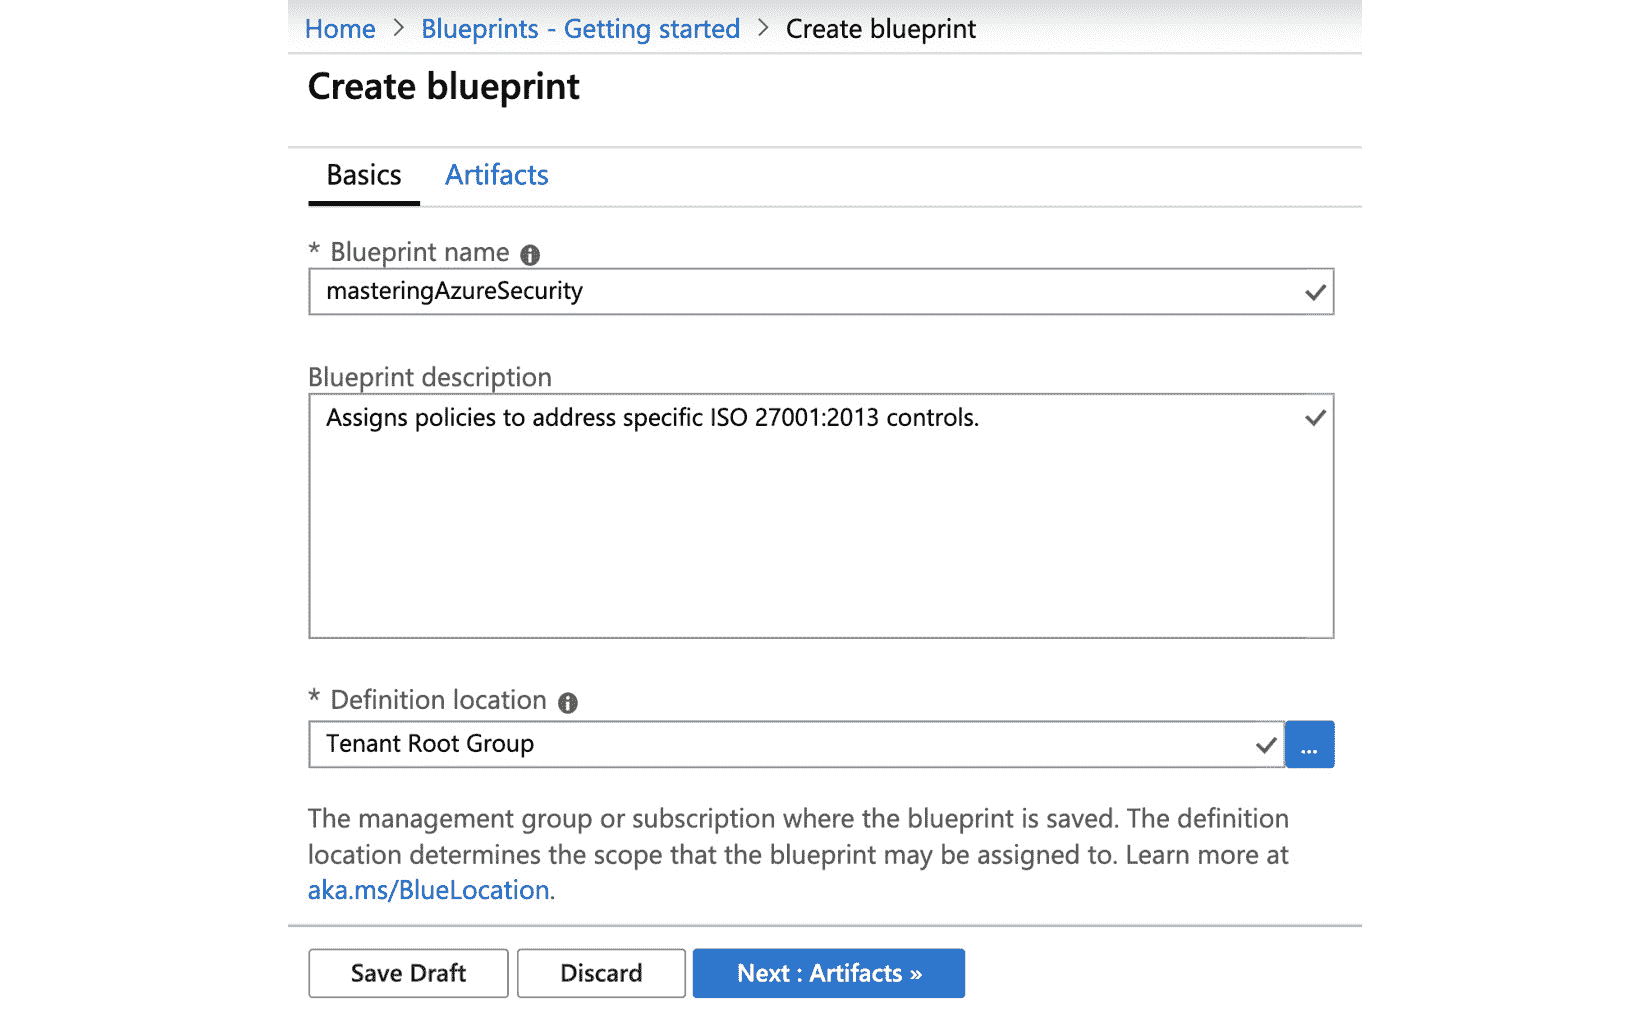 Home > Blueprints - Getting started > Create blueprint
Create blueprint
Basics Artifacts
* Blueprint name
masteringAzureSecurity
Blueprint description
Assigns policies to address specific ISO 27001:2013 controls.
* Definition location
Tenant Root Group
...
The management group or subscription where the blueprint is saved. The definition
location determines the scope that the blueprint may be assigned to. Learn more at
aka.ms/BlueLocation.
Save Draft Discard Next : Artifacts »